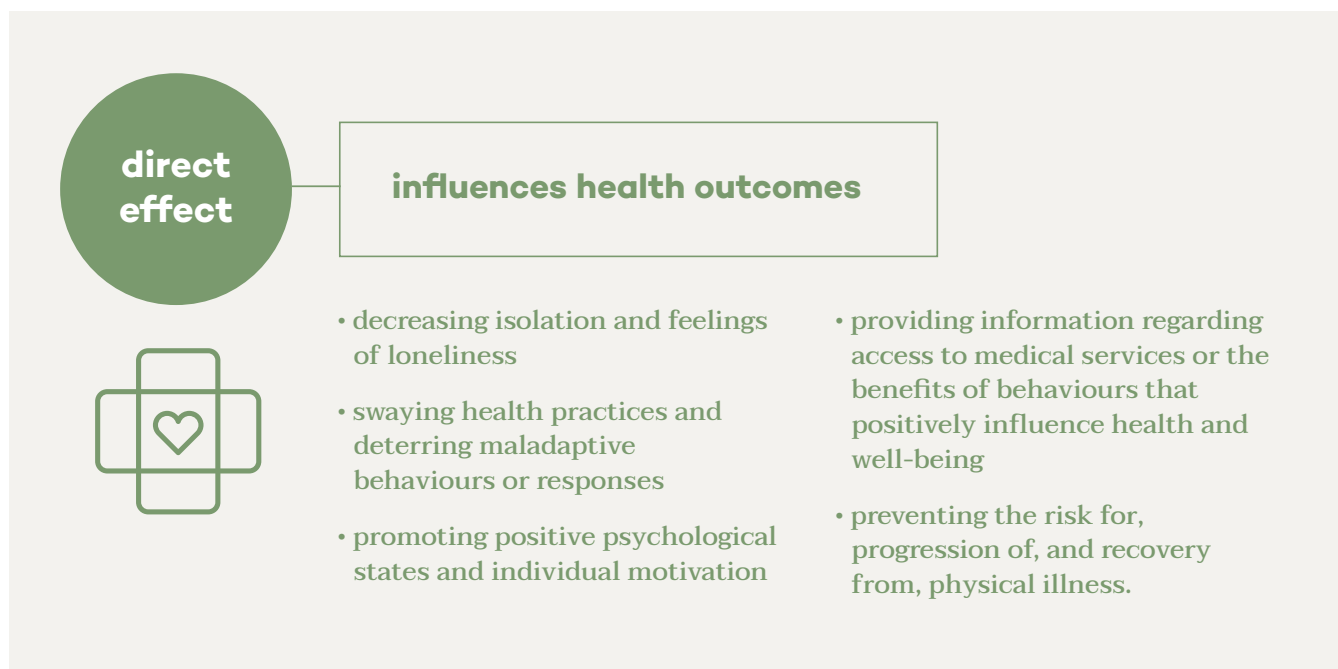 direct
effect
influences health outcomes
• decreasing isolation and feelings
of loneliness
• swaying health practices and
deterring maladaptive
behaviours or responses
• promoting positive psychological
states and individual motivation
• providing information regarding
access to medical services or the
benefits of behaviours that
positively influence health and
well-being
• preventing the risk for,
progression of, and recovery
from, physical illness.